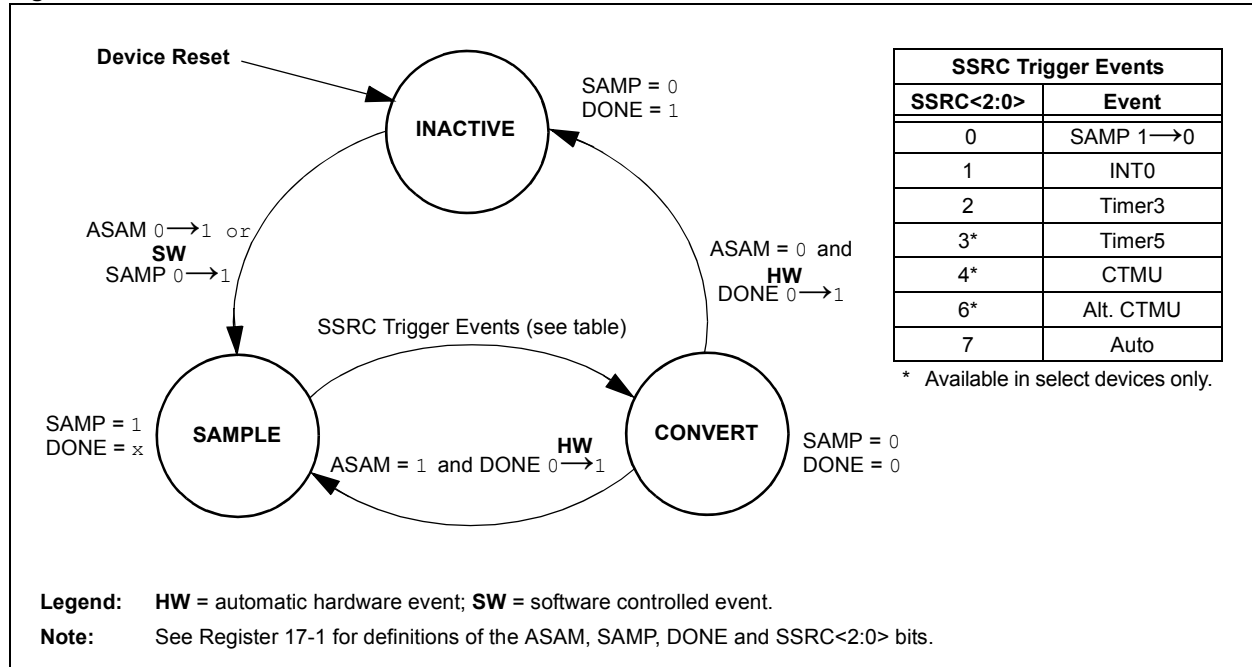 Device Reset
SAMP = 0
DONE = 1
INACTIVE
ASAM 0→1 or
SW
SAMP 0→1
ASAM = 0 and
HW
DONE 0→1
SSRC Trigger Events (see table)
SAMP = 1
DONE = x
SAMPLE
HW
ASAM = 1 and DONE 0→1
CONVERT
SAMP = 0
DONE = 0
SSRC Trigger Events
SSRC<2:0> Event
0 SAMP 1→0
1 INT0
2 Timer3
3* Timer5
4* CTMU
6* Alt. CTMU
7 Auto
* Available in select devices only.
Legend: HW = automatic hardware event; SW = software controlled event.
Note: See Register 17-1 for definitions of the ASAM, SAMP, DONE and SSRC<2:0> bits.